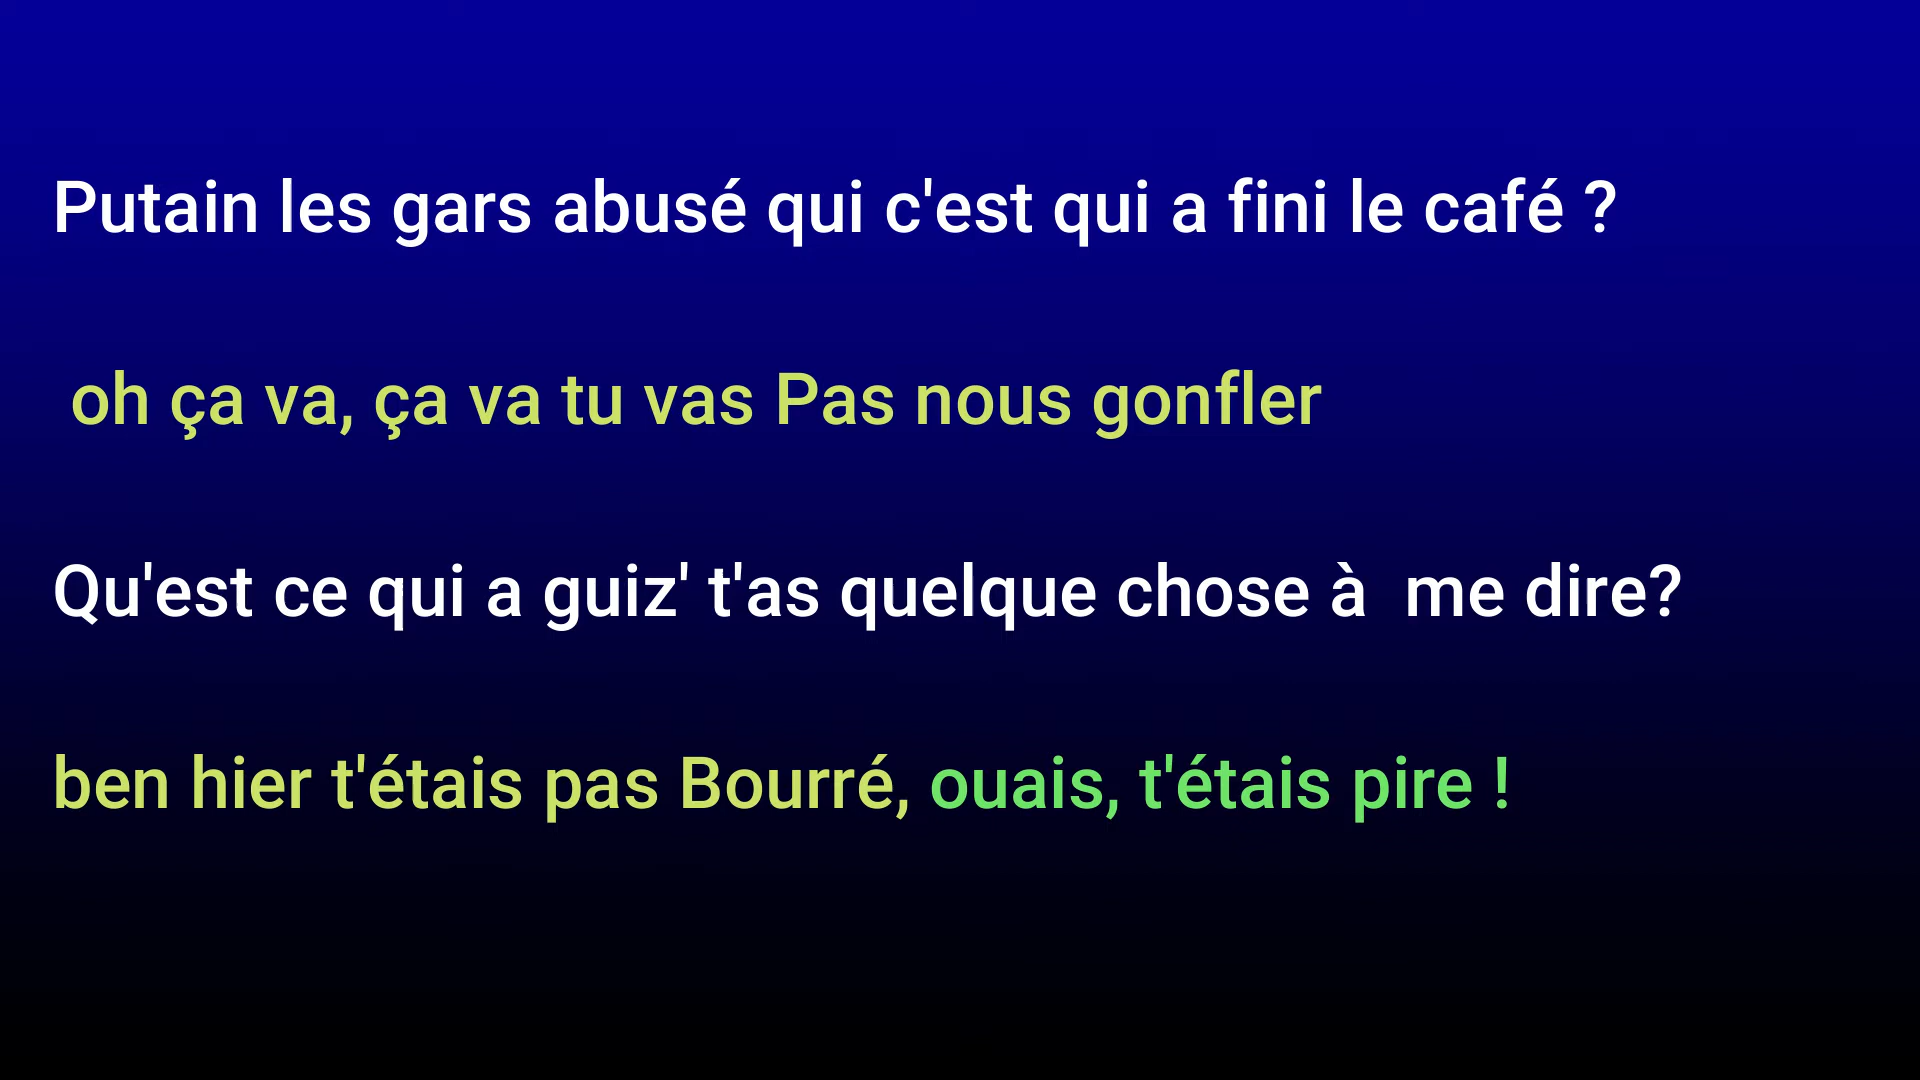 Putain les gars abusé qui c'est qui a fini le café ?
oh ça va, ça va tu vas Pas nous gonfler
Qu'est ce qui a guiz' t'as quelque chose à  me dire?
ben hier t'étais pas Bourré, ouais, t'étais pire !